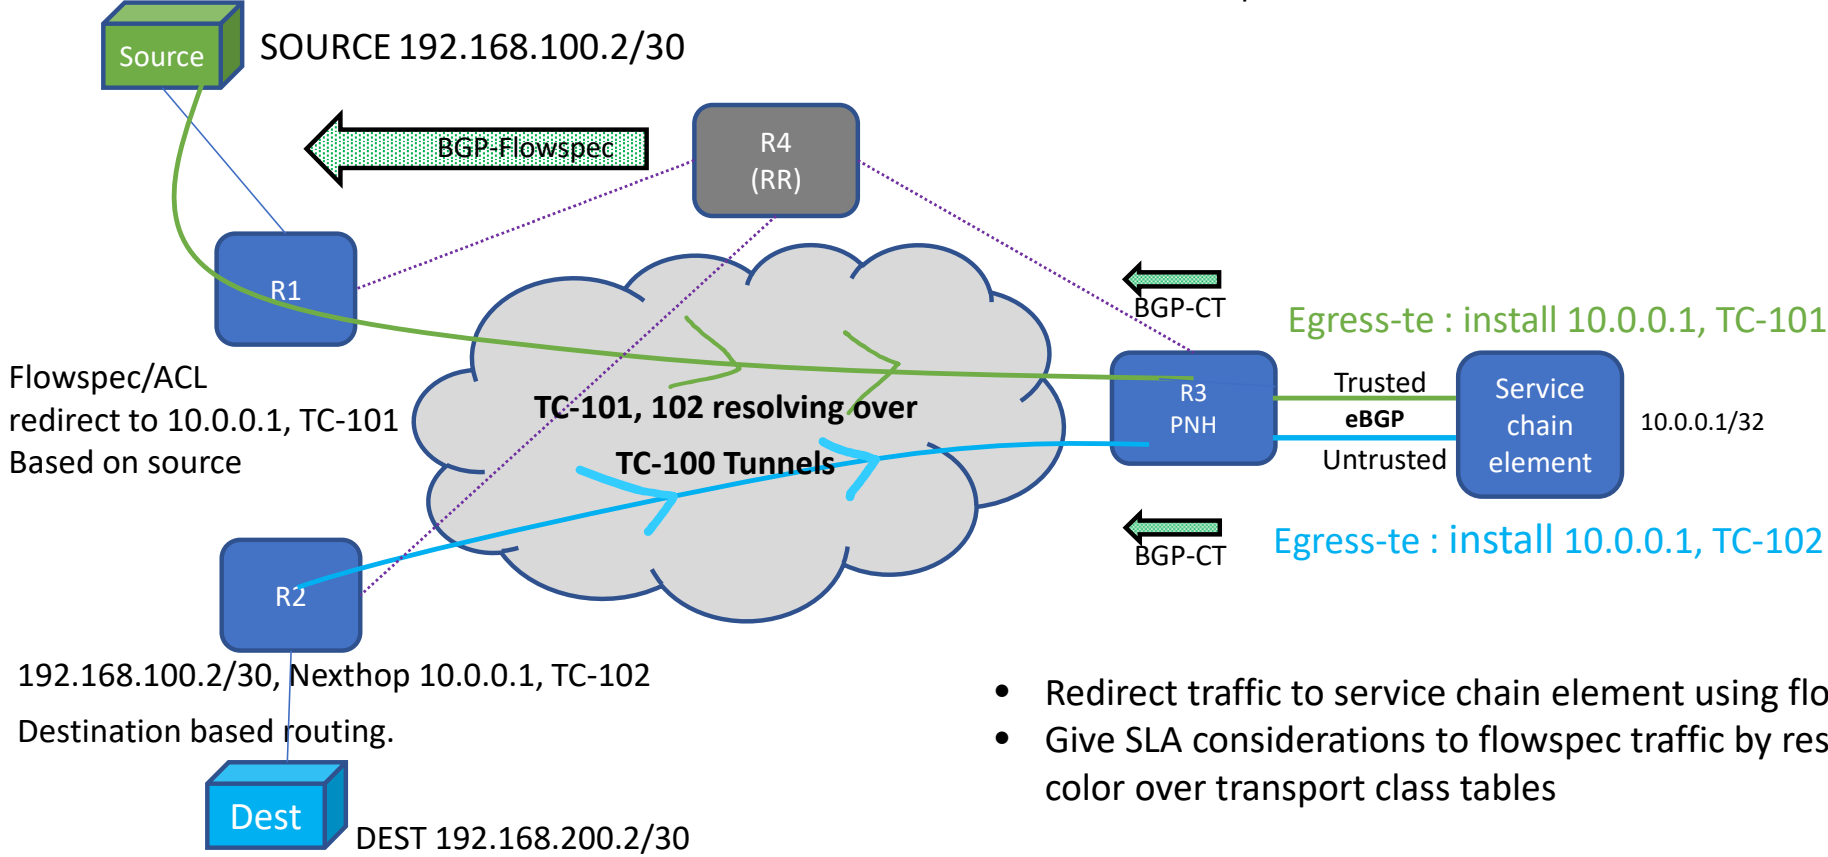 Source
SOURCE 192.168.100.2/30
BGP-Flowspec
R4
(RR)
R1
BGP-CT
Egress-te : install 10.0.0.1, TC-101
Flowspec/ACL
redirect to 10.0.0.1, TC-101
Based on source
TC-101, 102 resolving over
TC-100 Tunnels
R3
PNH
Trusted
eBGP
Untrusted
Service
chain
element
10.0.0.1/32
BGP-CT
Egress-te : install 10.0.0.1, TC-102
R2
192.168.100.2/30, Nexthop 10.0.0.1, TC-102
Destination based routing.
Dest
DEST 192.168.200.2/30
• Redirect traffic to service chain element using
• Give SLA considerations to flowspec traffic by
color over transport class tables